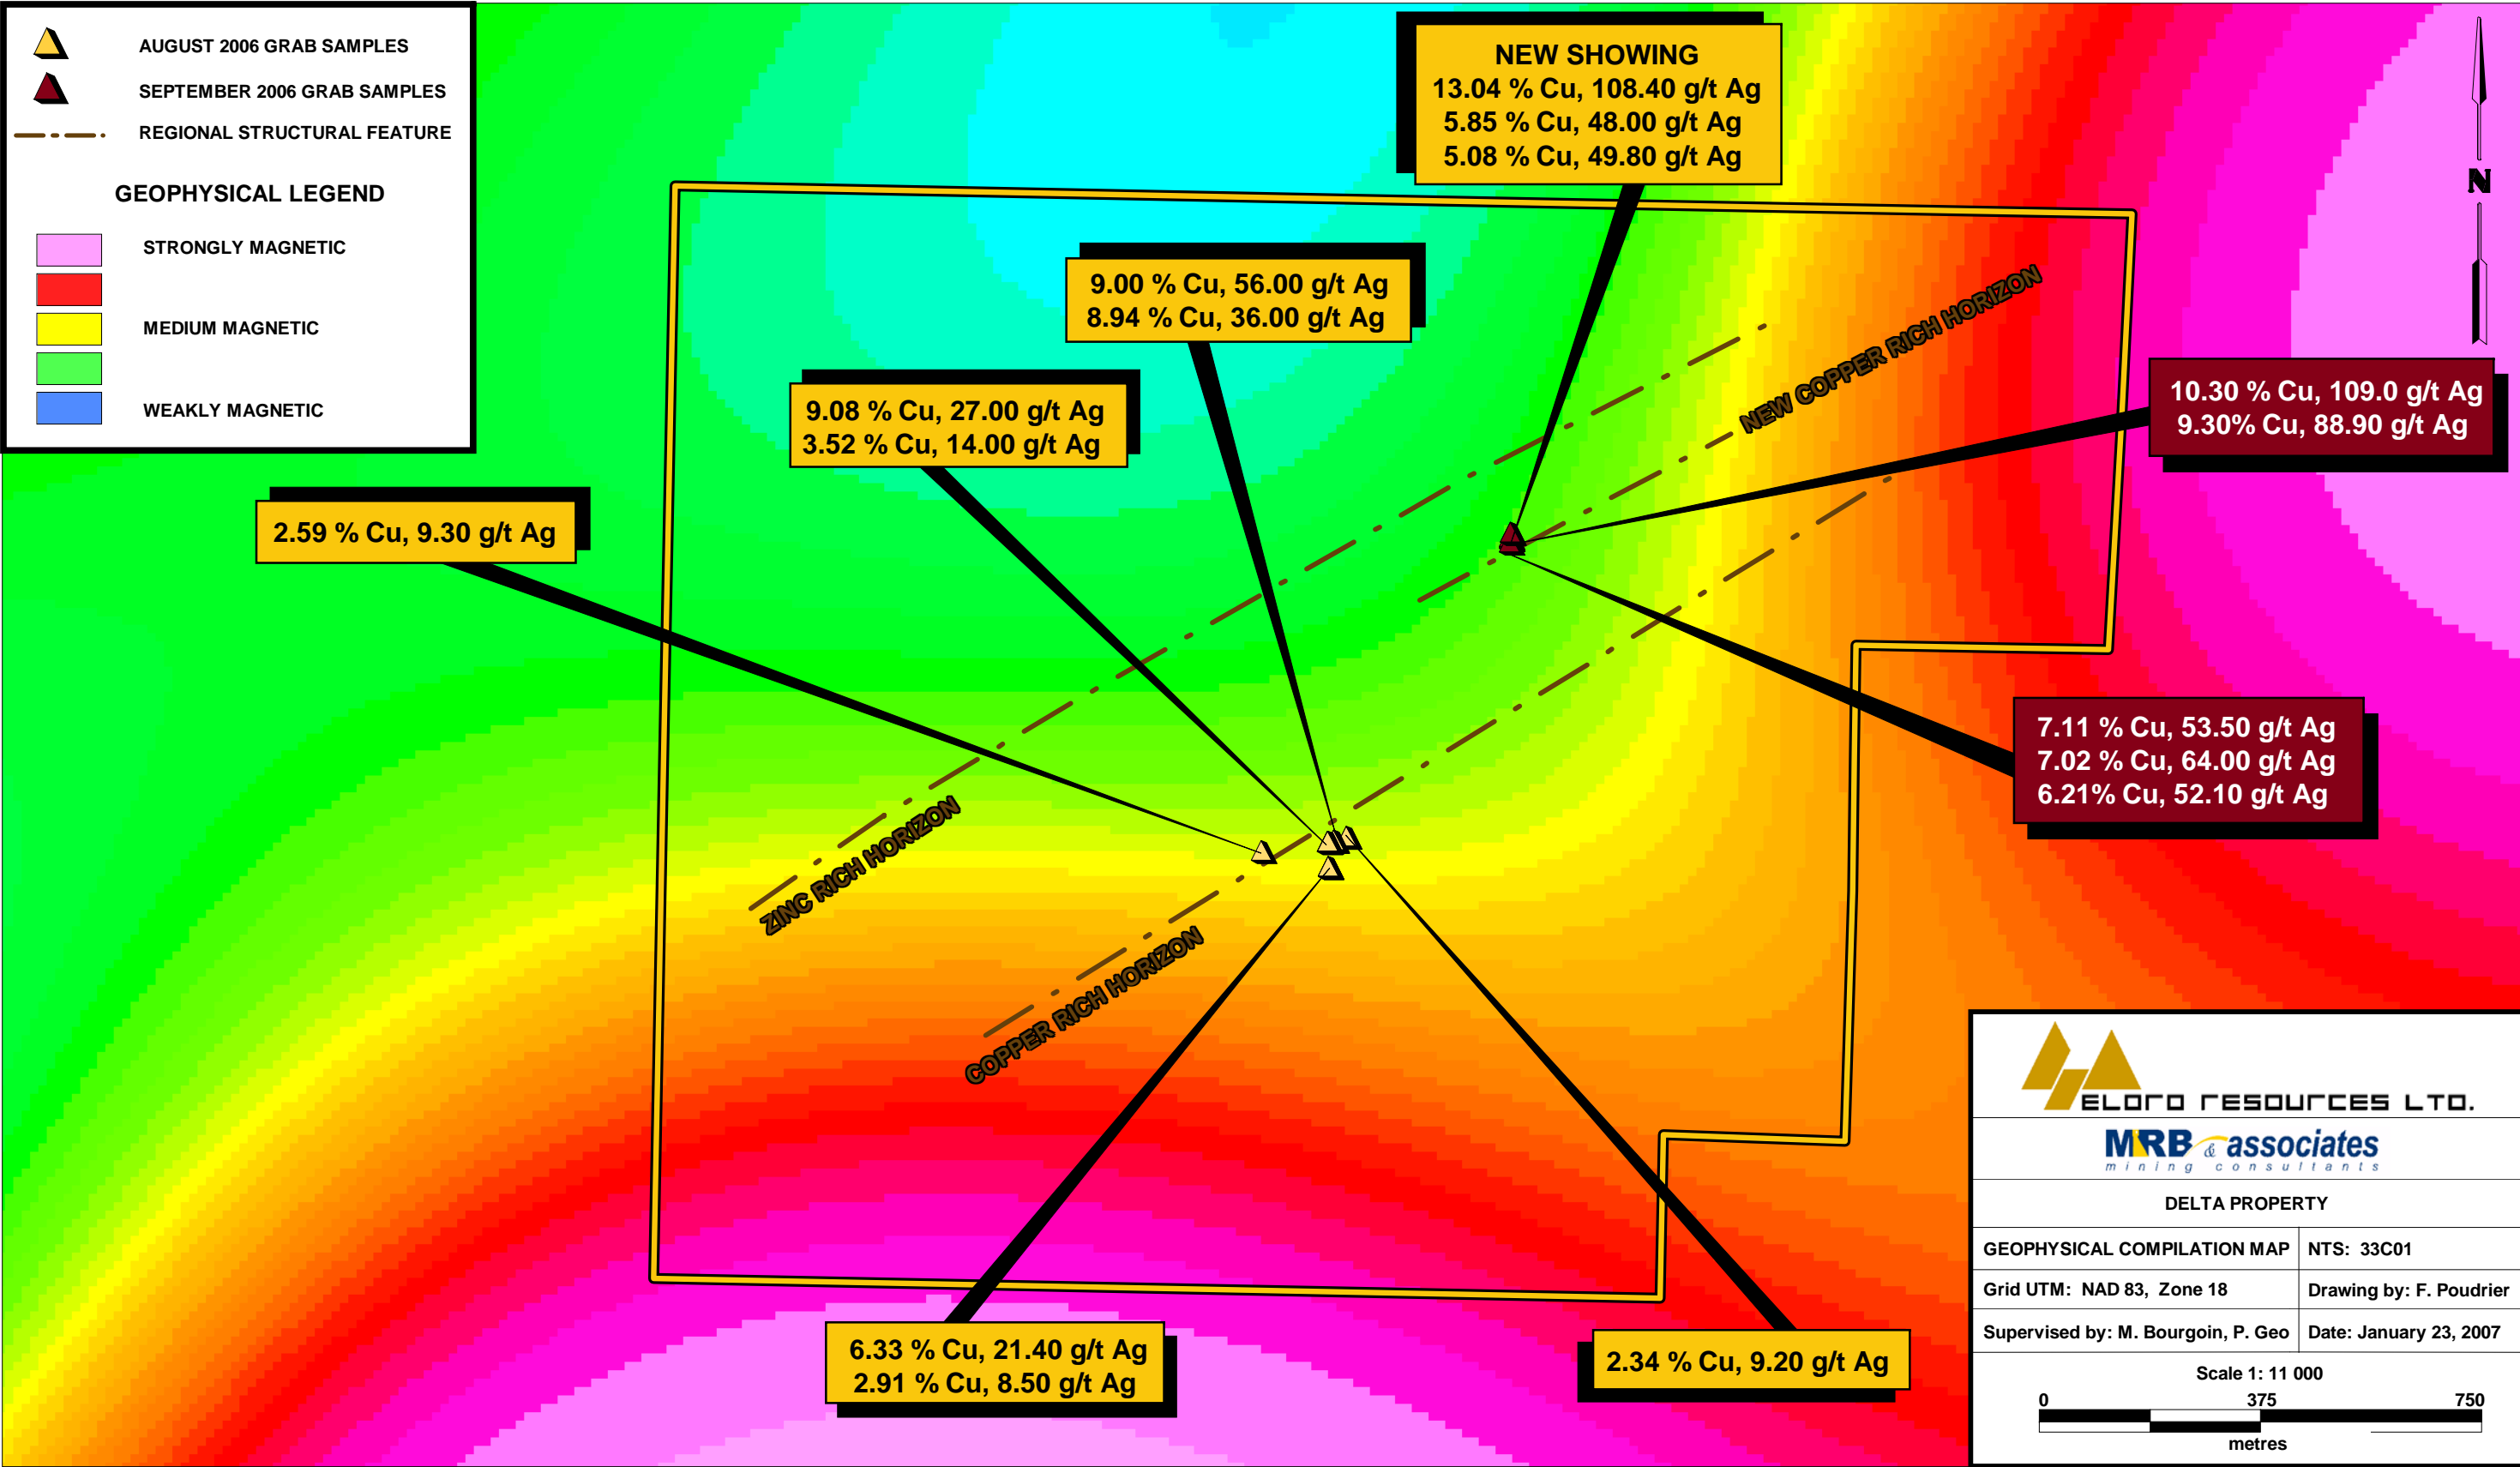 AUGUST 2006 GRAB SAMPLES
SEPTEMBER 2006 GRAB SAMPLES
REGIONAL STRUCTURAL FEATURE
GEOPHYSICAL LEGEND
STRONGLY MAGNETIC
MEDIUM MAGNETIC
WEAKLY MAGNETIC
NEW SHOWING
13.04 % Cu, 108.40 g/t Ag
5.85 % Cu, 48.00 g/t Ag
5.08 % Cu, 49.80 g/t Ag
N
9.00 % Cu, 56.00 g/t Ag
8.94 % Cu, 36.00 g/t Ag
9.08 % Cu, 27.00 g/t Ag
3.52 % Cu, 14.00 g/t Ag
2.59 % Cu, 9.30 g/t Ag
NEW COPPER RICH HORIZON
10.30 % Cu, 109.0 g/t Ag
9.30% Cu, 88.90 g/t Ag
7.11 % Cu, 53.50 g/t Ag
7.02 % Cu, 64.00 g/t Ag
6.21% Cu, 52.10 g/t Ag
ZINC RICH HORIZON
COPPER RICH HORIZON
6.33 % Cu, 21.40 g/t Ag
2.91 % Cu, 8.50 g/t Ag
2.34 % Cu, 9.20 g/t Ag
ELORO RESOURCES LTD.
MRB & associates
mining consultants
DELTA PROPERTY
GEOPHYSICAL COMPILATION MAP
NTS: 33C01
Grid UTM: NAD 83, Zone 18
Drawing by: F. Poudrier
Supervised by: M. Bourgoin, P. Geo
Date: January 23, 2007
Scale 1: 11 000
0 375 750
metres